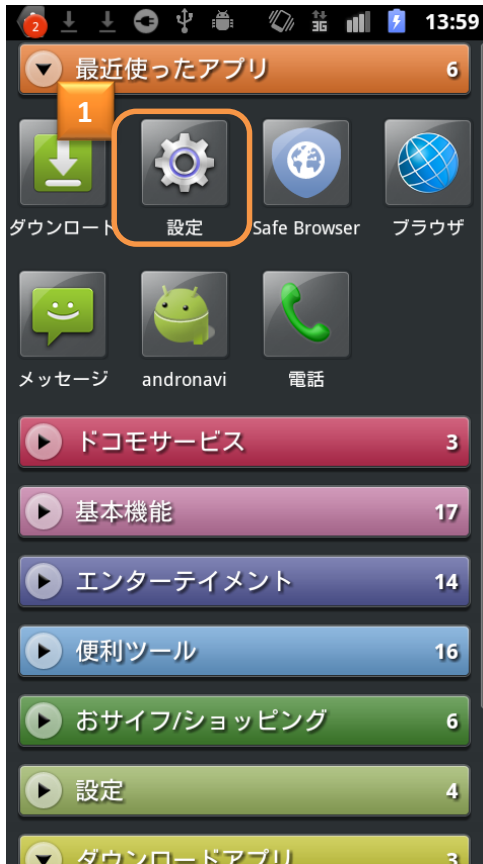 2 3G 13:59
最近使ったアプリ 6
1
ダウンロード 設定 Safe Browser ブラウザ
メッセージ andronavi 電話
ドコモサービス 3
基本機能 17
エンターテイメント 14
便利ツール 16
おサイフ/ショッピング 6
設定 4
ダウンロードアプリ 3